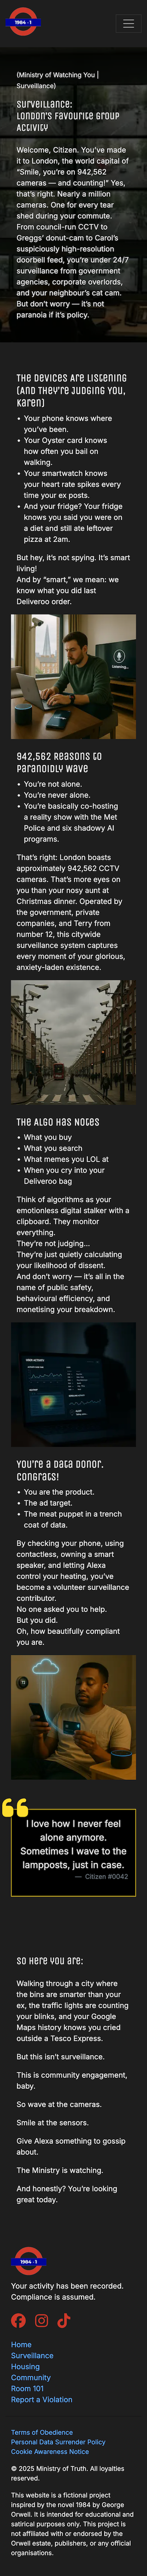 1984 - 1
(Ministry of Watching You |
Surveillance)
Surveillance:
London's Favourite Group
Activity
Welcome, Citizen. You've made
it to London, the world capital of
"Smile, you're on 942,562
cameras — and counting!" Yes,
that's right. Nearly a million
cameras. One for every tear
shed during your commute.
From council-run CCTV to
Greggs' donut-cam to Carol's
suspiciously high-resolution
doorbell feed, you're under 24/7
surveillance from government
agencies, corporate overlords,
and your neighbour's cat cam.
But don't worry — it's not
paranoia if it's policy.
The Devices Are Listening
(And They're Judging You,
Karen)
• Your phone knows where
you've been.
• Your Oyster card knows
how often you bail on
walking.
• Your smartwatch knows
your heart rate spikes every
time your ex posts.
• And your fridge? Your fridge
knows you said you were on
a diet and still ate leftover
pizza at 2am.
But hey, it's not spying. It's smart
living!
And by "smart," we mean: we
know what you did last
Deliveroo order.
Listening...
942,562 Reasons to
Paranoidly Wave
• You're not alone.
• You're never alone.
• You're basically co-hosting
a reality show with the Met
Police and six shadowy AI
programs.
That's right: London boasts
approximately 942,562 CCTV
cameras. That's more eyes on
you than your nosy aunt at
Christmas dinner. Operated by
the government, private
companies, and Terry from
number 12, this citywide
surveillance system captures
every moment of your glorious,
anxiety-laden existence.
The Algo Has Notes
• What you buy
• What you search
• What memes you LOL at
• When you cry into your
Deliveroo bag
Think of algorithms as your
emotionless digital stalker with a
clipboard. They monitor
everything.
They're not judging...
They're just quietly calculating
your likelihood of dissent.
And don't worry — it's all in the
name of public safety,
behavioural efficiency, and
monetising your breakdown.
You're a Data Donor.
Congrats!
• You are the product.
• The ad target.
• The meat puppet in a trench
coat of data.
By checking your phone, using
contactless, owning a smart
speaker, and letting Alexa
control your heating, you've
become a volunteer surveillance
contributor.
No one asked you to help.
But you did.
Oh, how beautifully compliant
you are.
I love how I never feel
alone anymore.
Sometimes I wave to the
lampposts, just in case.
— Citizen #0042
So Here You Are:
Walking through a city where
the bins are smarter than your
ex, the traffic lights are counting
your blinks, and your Google
Maps history knows you cried
outside a Tesco Express.
But this isn't surveillance.
This is community engagement,
baby.
So wave at the cameras.
Smile at the sensors.
Give Alexa something to gossip
about.
The Ministry is watching.
And honestly? You're looking
great today.
1984 - 1
Your activity has been recorded.
Compliance is assumed.
Home
Surveillance
Housing
Community
Room 101
Report a Violation
Terms of Obedience
Personal Data Surrender Policy
Cookie Awareness Notice
© 2025 Ministry of Truth. All loyalties
reserved.
This website is a fictional project
inspired by the novel 1984 by George
Orwell. It is intended for educational and
satirical purposes only. This project is
not affiliated with or endorsed by the
Orwell estate, publishers, or any official
organisations.